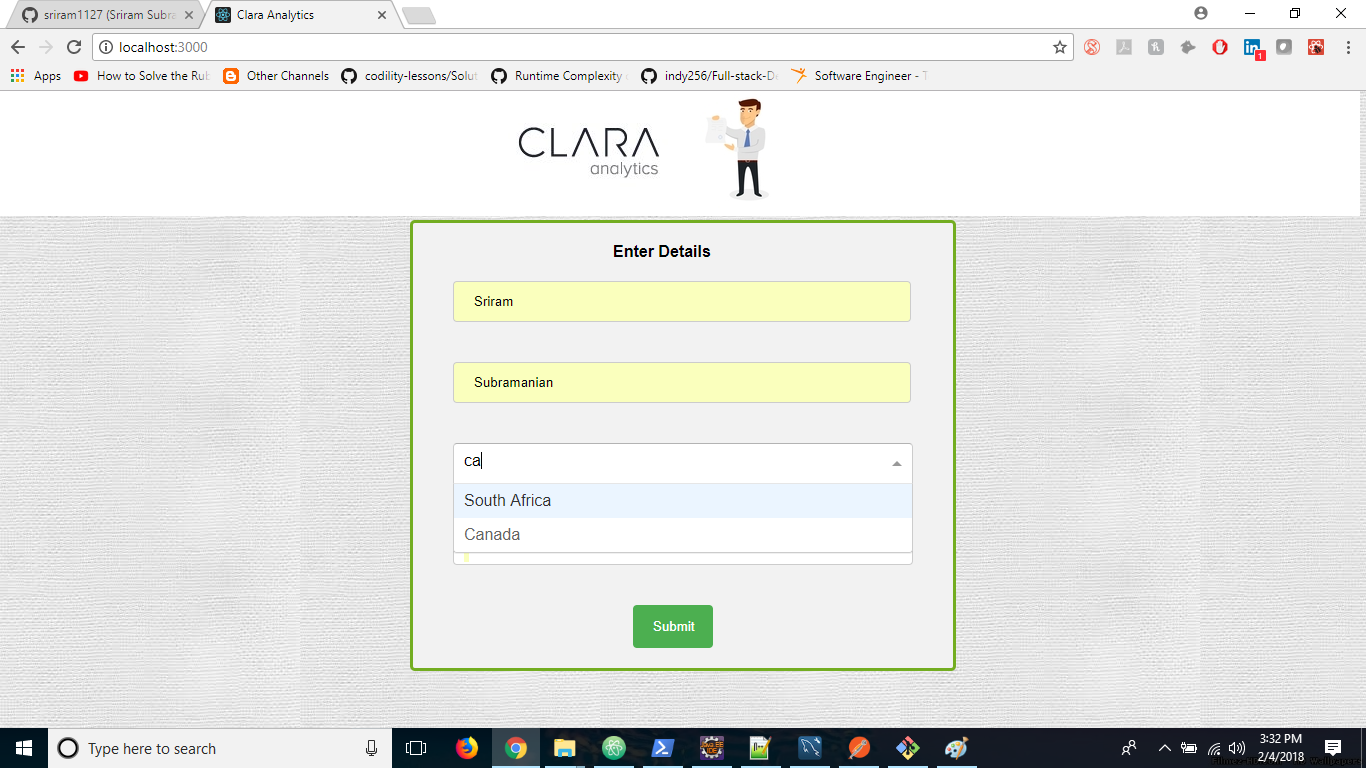 sriram1127 (Sriram Subra
Clara Analytics
localhost:3000
1
Apps
How to Solve the Rub
Other Channels
codility-lessons/Solut
Runtime Complexity
indy256/Full-stack-De
Software Engineer - T
CLARA
analytics
Enter Details
Sriram
Subramanian
ca
South Africa
Canada
Submit
Type here to search
3:32 PM
2/4/2018